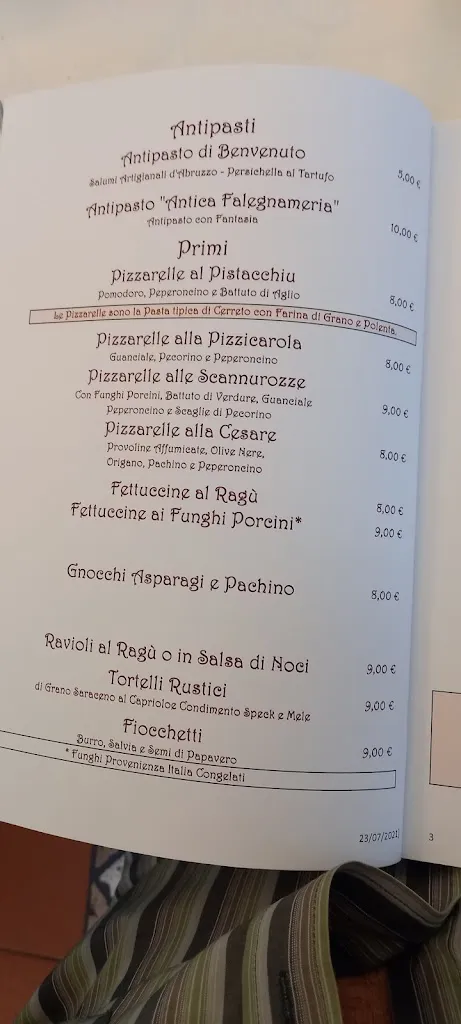 Antipasti
Antipasto di Benvenuto
Salumi Artigianali d'Abruzzo - Persichella al Tartufo 5,00 €
Antipasto "Antica Falegnameria"
Antipasto con Fantasia 10,00 €
Primi
Pizzarelle al Pistacchiu
Pomodoro, Peperoncino e Battuto di Aglio 8,00 €
Le Pizzarelle sono la Pasta tipica di Cerreto con Farina di Grano e Polenta.
Pizzarelle alla Pizzicarola
Guanciale, Pecorino e Peperoncino 8,00 €
Pizzarelle alle Scannurozze
Con Funghi Porcini, Battuto di Verdure, Guanciale 9,00 €
Peperoncino e Scaglie di Pecorino
Pizzarelle alla Cesare
Provoline Affumicate, Olive Nere, 8,00 €
Origano, Pachino e Peperoncino
Fettuccine al Ragù 8,00 €
Fettuccine ai Funghi Porcini* 9,00 €
Gnocchi Asparagi e Pachino 8,00 €
Ravioli al Ragù o in Salsa di Noci 9,00 €
Tortelli Rustici
di Grano Saraceno al Caprioloe Condimento Speck e Mele 9,00 €
Fiocchetti
Burro, Salvia e Semi di Papavero 9,00 €
* Funghi Provenienza Italia Congelati
23/07/2021
3